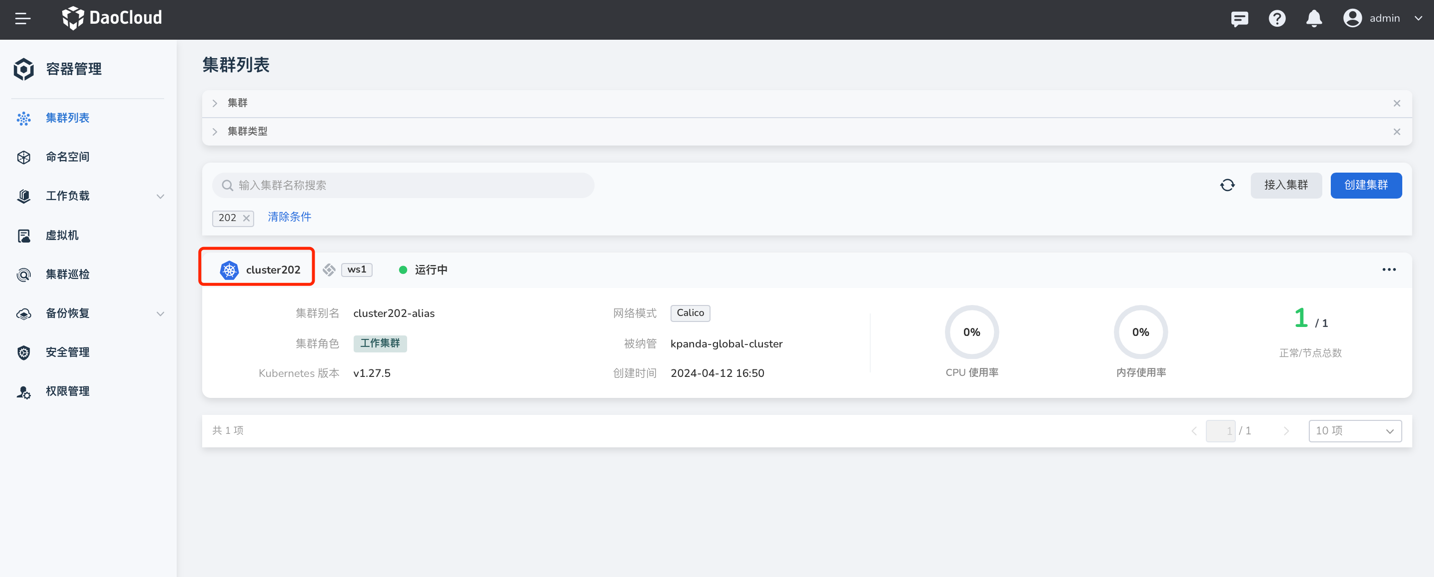 DaoCloud
admin
容器管理
集群列表
命名空间
工作负载
虚拟机
集群巡检
备份恢复
安全管理
权限管理
集群列表
集群
集群类型
输入集群名称搜索
接入集群
创建集群
202
清除条件
cluster202
ws1
运行中
集群别名 cluster202-alias
集群角色 工作集群
Kubernetes 版本 v1.27.5
网络模式 Calico
被纳管 kpanda-global-cluster
创建时间 2024-04-12 16:50
0%
CPU 使用率
0%
内存使用率
1 / 1
正常/节点总数
共 1 项
1 / 1
10 项